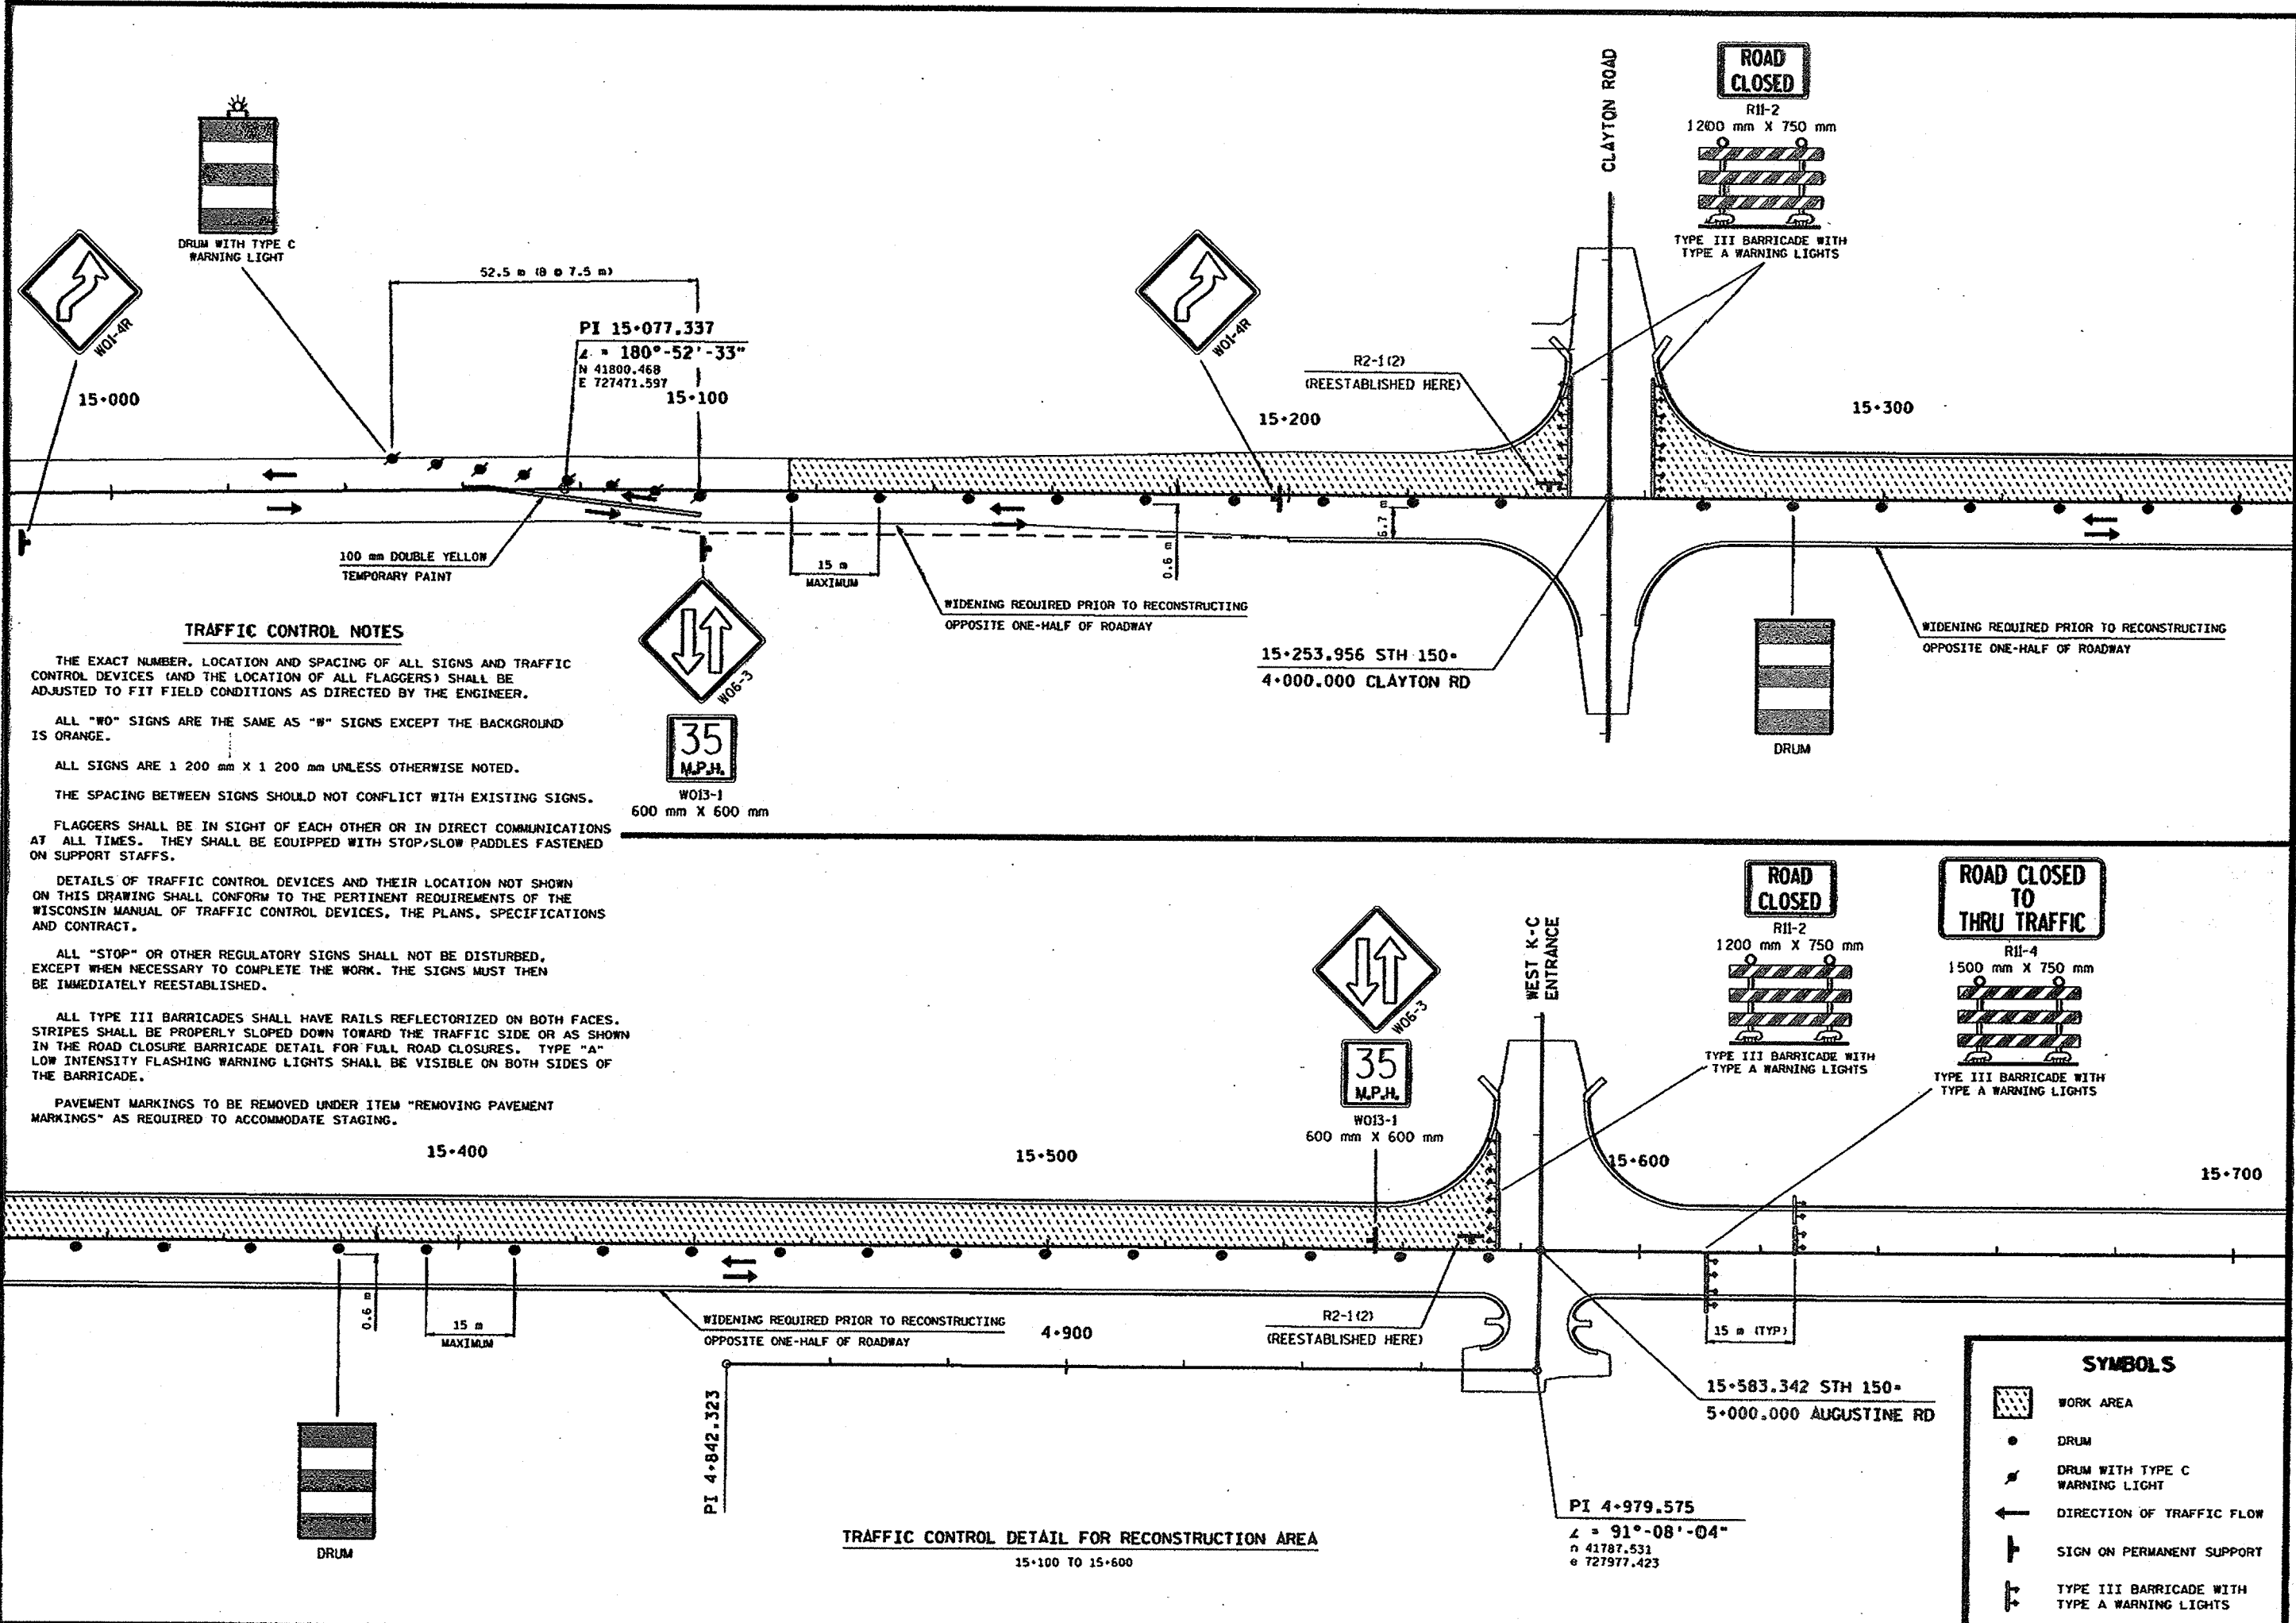 ROAD
CLOSED
R11-2
1200 mm X 750 mm
TYPE III BARRICADE WITH
TYPE A WARNING LIGHTS
CLAYTON ROAD
DRUM WITH TYPE C
WARNING LIGHT
52.5 m (8 @ 7.5 m)
WO1-4R
WO1-4R
PI 15+077.337
∠ = 180°-52'-33"
N 41800.468
E 727471.597
15+000
15+100
15+200
15+300
R2-1(2)
(REESTABLISHED HERE)
100 mm DOUBLE YELLOW
TEMPORARY PAINT
15 m
MAXIMUM
0.6 m
6.7 m
WIDENING REQUIRED PRIOR TO RECONSTRUCTING
OPPOSITE ONE-HALF OF ROADWAY
WIDENING REQUIRED PRIOR TO RECONSTRUCTING
OPPOSITE ONE-HALF OF ROADWAY
15+253.956 STH 150=
4+000.000 CLAYTON RD
DRUM
WO6-3
35
M.P.H.
WO13-1
600 mm X 600 mm
TRAFFIC CONTROL NOTES
THE EXACT NUMBER, LOCATION AND SPACING OF ALL SIGNS AND TRAFFIC
CONTROL DEVICES (AND THE LOCATION OF ALL FLAGGERS) SHALL BE
ADJUSTED TO FIT FIELD CONDITIONS AS DIRECTED BY THE ENGINEER.
ALL "WO" SIGNS ARE THE SAME AS "W" SIGNS EXCEPT THE BACKGROUND
IS ORANGE.
ALL SIGNS ARE 1 200 mm X 1 200 mm UNLESS OTHERWISE NOTED.
THE SPACING BETWEEN SIGNS SHOULD NOT CONFLICT WITH EXISTING SIGNS.
FLAGGERS SHALL BE IN SIGHT OF EACH OTHER OR IN DIRECT COMMUNICATIONS
AT ALL TIMES. THEY SHALL BE EQUIPPED WITH STOP/SLOW PADDLES FASTENED
ON SUPPORT STAFFS.
DETAILS OF TRAFFIC CONTROL DEVICES AND THEIR LOCATION NOT SHOWN
ON THIS DRAWING SHALL CONFORM TO THE PERTINENT REQUIREMENTS OF THE
WISCONSIN MANUAL OF TRAFFIC CONTROL DEVICES, THE PLANS, SPECIFICATIONS
AND CONTRACT.
ALL "STOP" OR OTHER REGULATORY SIGNS SHALL NOT BE DISTURBED,
EXCEPT WHEN NECESSARY TO COMPLETE THE WORK. THE SIGNS MUST THEN
BE IMMEDIATELY REESTABLISHED.
ALL TYPE III BARRICADES SHALL HAVE RAILS REFLECTORIZED ON BOTH FACES.
STRIPES SHALL BE PROPERLY SLOPED DOWN TOWARD THE TRAFFIC SIDE OR AS SHOWN
IN THE ROAD CLOSURE BARRICADE DETAIL FOR FULL ROAD CLOSURES. TYPE "A"
LOW INTENSITY FLASHING WARNING LIGHTS SHALL BE VISIBLE ON BOTH SIDES OF
THE BARRICADE.
PAVEMENT MARKINGS TO BE REMOVED UNDER ITEM "REMOVING PAVEMENT
MARKINGS" AS REQUIRED TO ACCOMMODATE STAGING.
WO6-3
35
M.P.H.
WO13-1
600 mm X 600 mm
WEST K-C
ENTRANCE
ROAD
CLOSED
R11-2
1200 mm X 750 mm
TYPE III BARRICADE WITH
TYPE A WARNING LIGHTS
ROAD CLOSED
TO
THRU TRAFFIC
R11-4
1500 mm X 750 mm
TYPE III BARRICADE WITH
TYPE A WARNING LIGHTS
15+400
15+500
15+600
15+700
0.6 m
15 m
MAXIMUM
WIDENING REQUIRED PRIOR TO RECONSTRUCTING
OPPOSITE ONE-HALF OF ROADWAY
4+900
R2-1(2)
(REESTABLISHED HERE)
15 m (TYP)
15+583.342 STH 150=
5+000.000 AUGUSTINE RD
PI 4+842.323
PI 4+979.575
∠ = 91°-08'-04"
n 41787.531
e 727977.423
DRUM
TRAFFIC CONTROL DETAIL FOR RECONSTRUCTION AREA
15+100 TO 15+600
SYMBOLS
WORK AREA
DRUM
DRUM WITH TYPE C
WARNING LIGHT
DIRECTION OF TRAFFIC FLOW
SIGN ON PERMANENT SUPPORT
TYPE III BARRICADE WITH
TYPE A WARNING LIGHTS